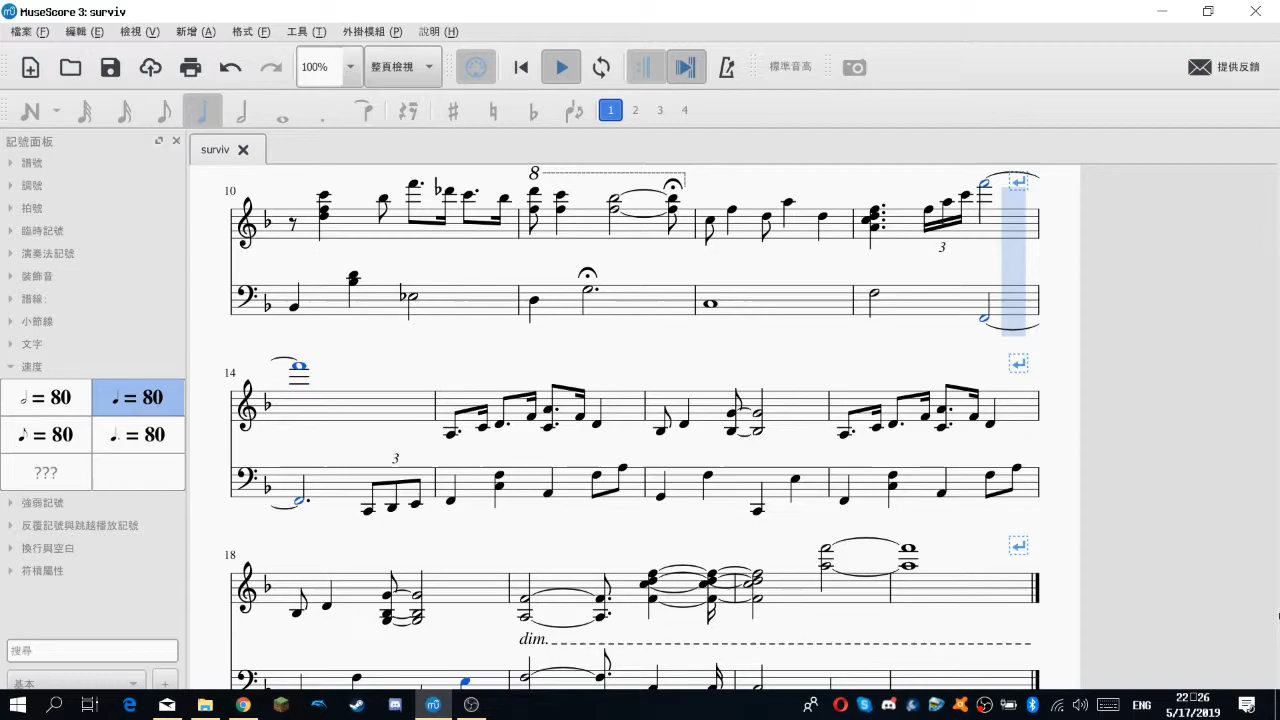 MuseScore 3: surviv
檔案 (F) 編輯 (E) 檢視 (V) 新增 (A) 格式 (F) 工具 (T) 外掛模組 (P) 說明 (H)
100% 整頁檢視 標準音高 提供反饋
1 2 3 4
記號面板
surviv
譜號
調號
拍號
臨時記號
演奏法記號
裝飾音
譜線:
小節線
文字
速度
= 80 = 80
= 80 = 80
???
強弱記號
反覆記號與跳越播放記號
換行與空白
符槓屬性
搜尋
基本
10
8
3
14
3
18
dim.
ENG
22:26
5/17/2019